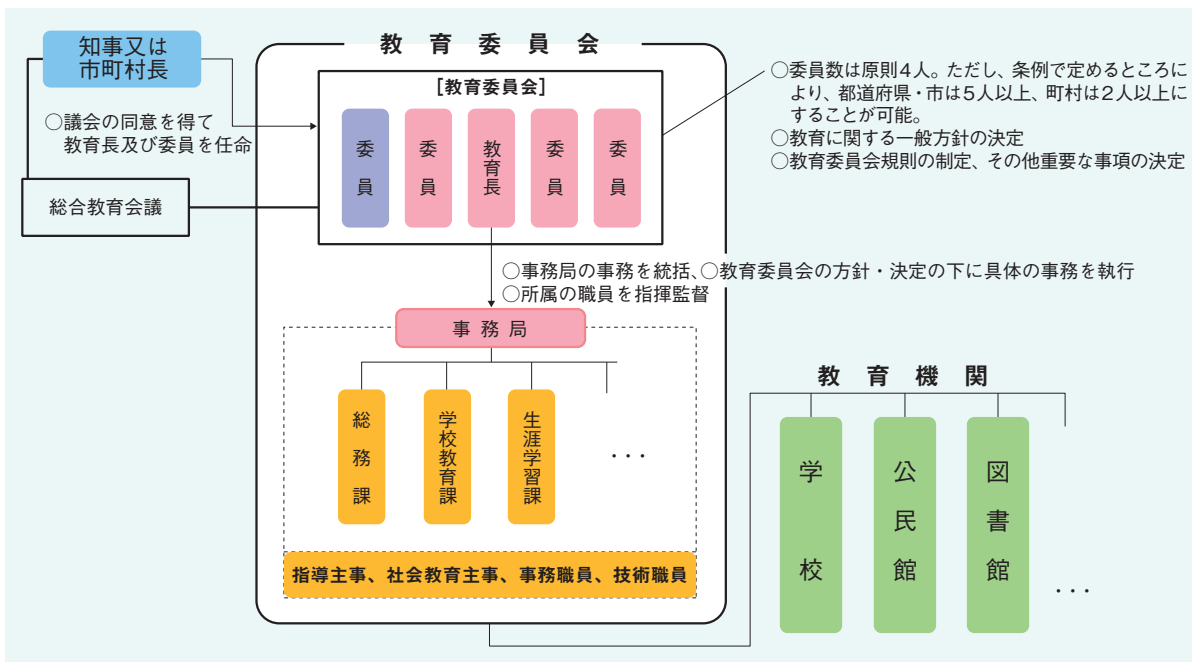 教育委員会
知事又は
市町村長
○議会の同意を得て
教育長及び委員を任命
総合教育会議
[教育委員会]
委員
委員
教育長
委員
委員
○委員数は原則4人。ただし、条例で定めるところに
より、都道府県・市は5人以上、町村は2人以上に
することが可能。
○教育に関する一般方針の決定
○教育委員会規則の制定、その他重要な事項の決定
○事務局の事務を統括、○教育委員会の方針・決定の下に具体の事務を執行
○所属の職員を指揮監督
事務局
総務課
学校教育課
生涯学習課
・・・
指導主事、社会教育主事、事務職員、技術職員
教育機関
学校
公民館
図書館
・・・